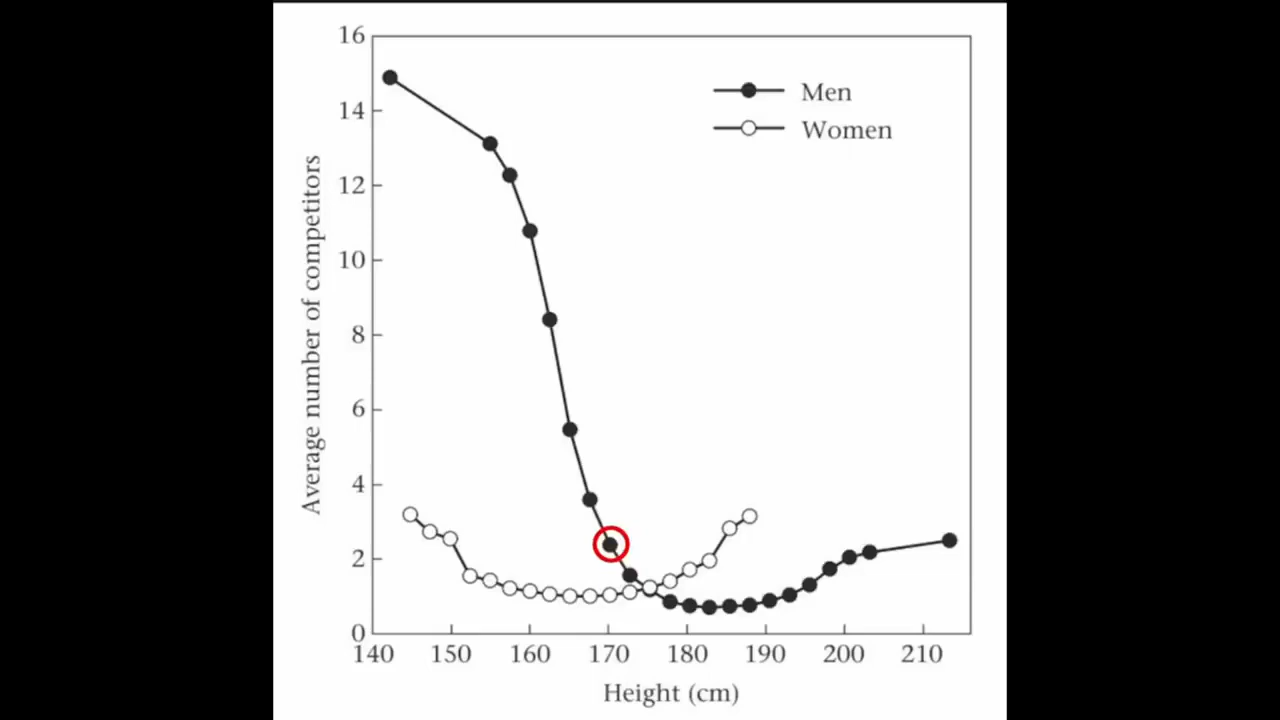 16
14
12
10
8
6
4
2
0
Average number of competitors
Men
Women
140 150 160 170 180 190 200 210
Height (cm)